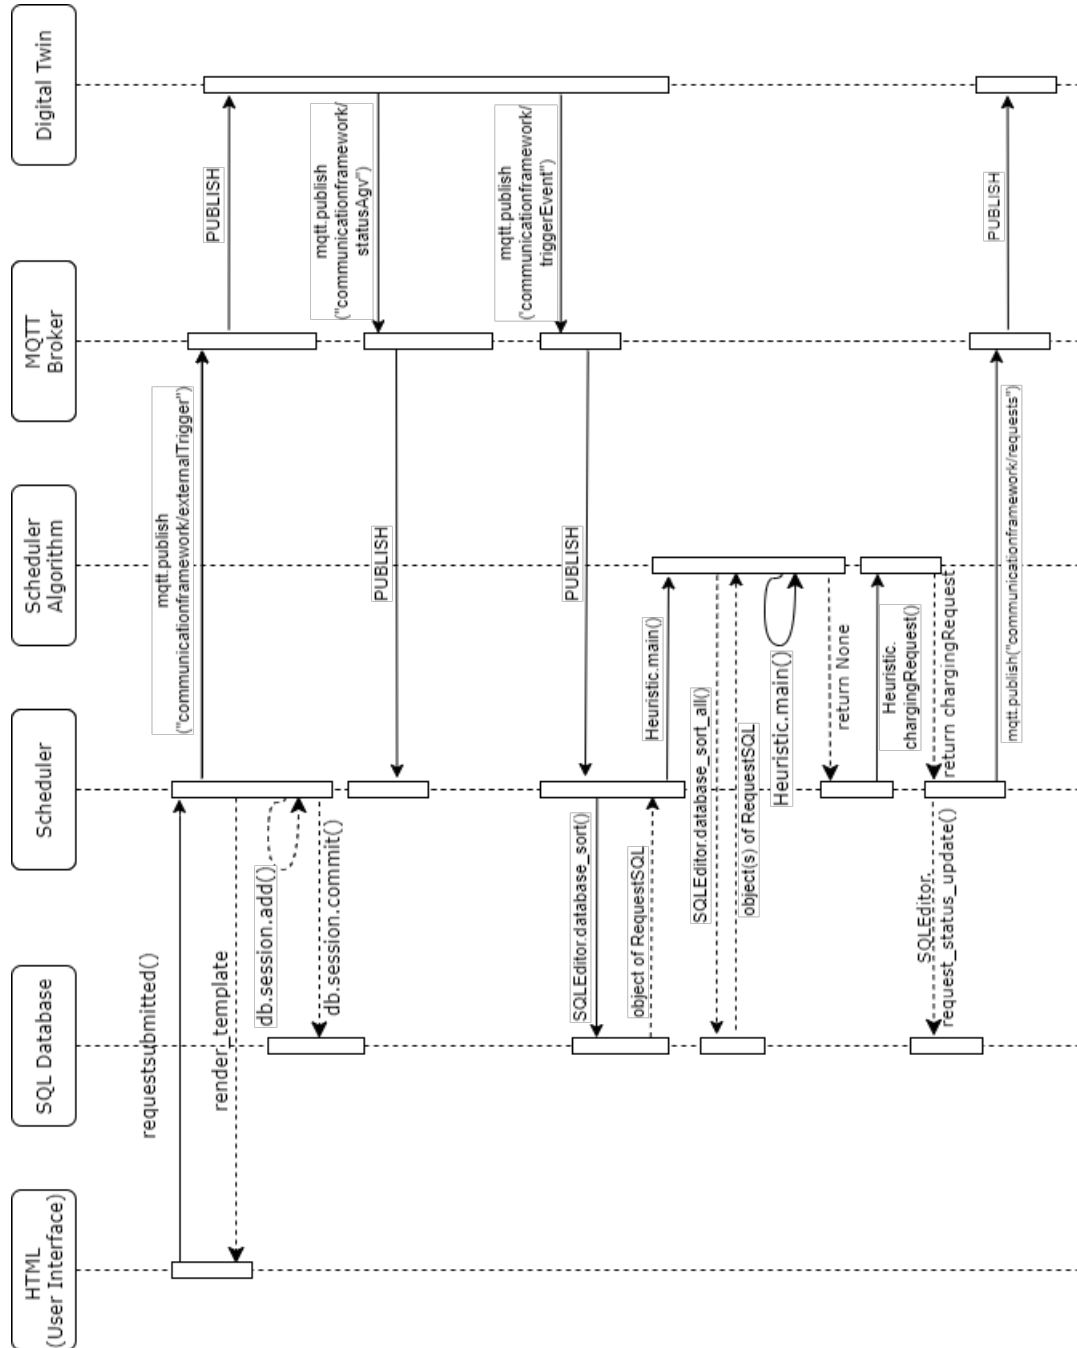 HTML
(User Interface)
SQL Database
Scheduler
Scheduler
Algorithm
MQTT
Broker
Digital Twin
requestsubmitted()
mqtt.publish
("communicationframework/externalTrigger")
PUBLISH
render_template
db.session.add()
db.session.commit()
mqtt.publish
("communicationframework/
statusAgv")
PUBLISH
mqtt.publish
('communicationframework/
triggerEvent")
PUBLISH
SQLEditor.database_sort()
object of RequestSQL
Heuristic.main()
SQLEditor.database_sort_all()
object(s) of RequestSQL
Heuristic.main()
return None
Heuristic.
chargingRequest()
return chargingRequest
SQLEditor.
request_status_update()
mqtt.publish("communicationframework/requests")
PUBLISH